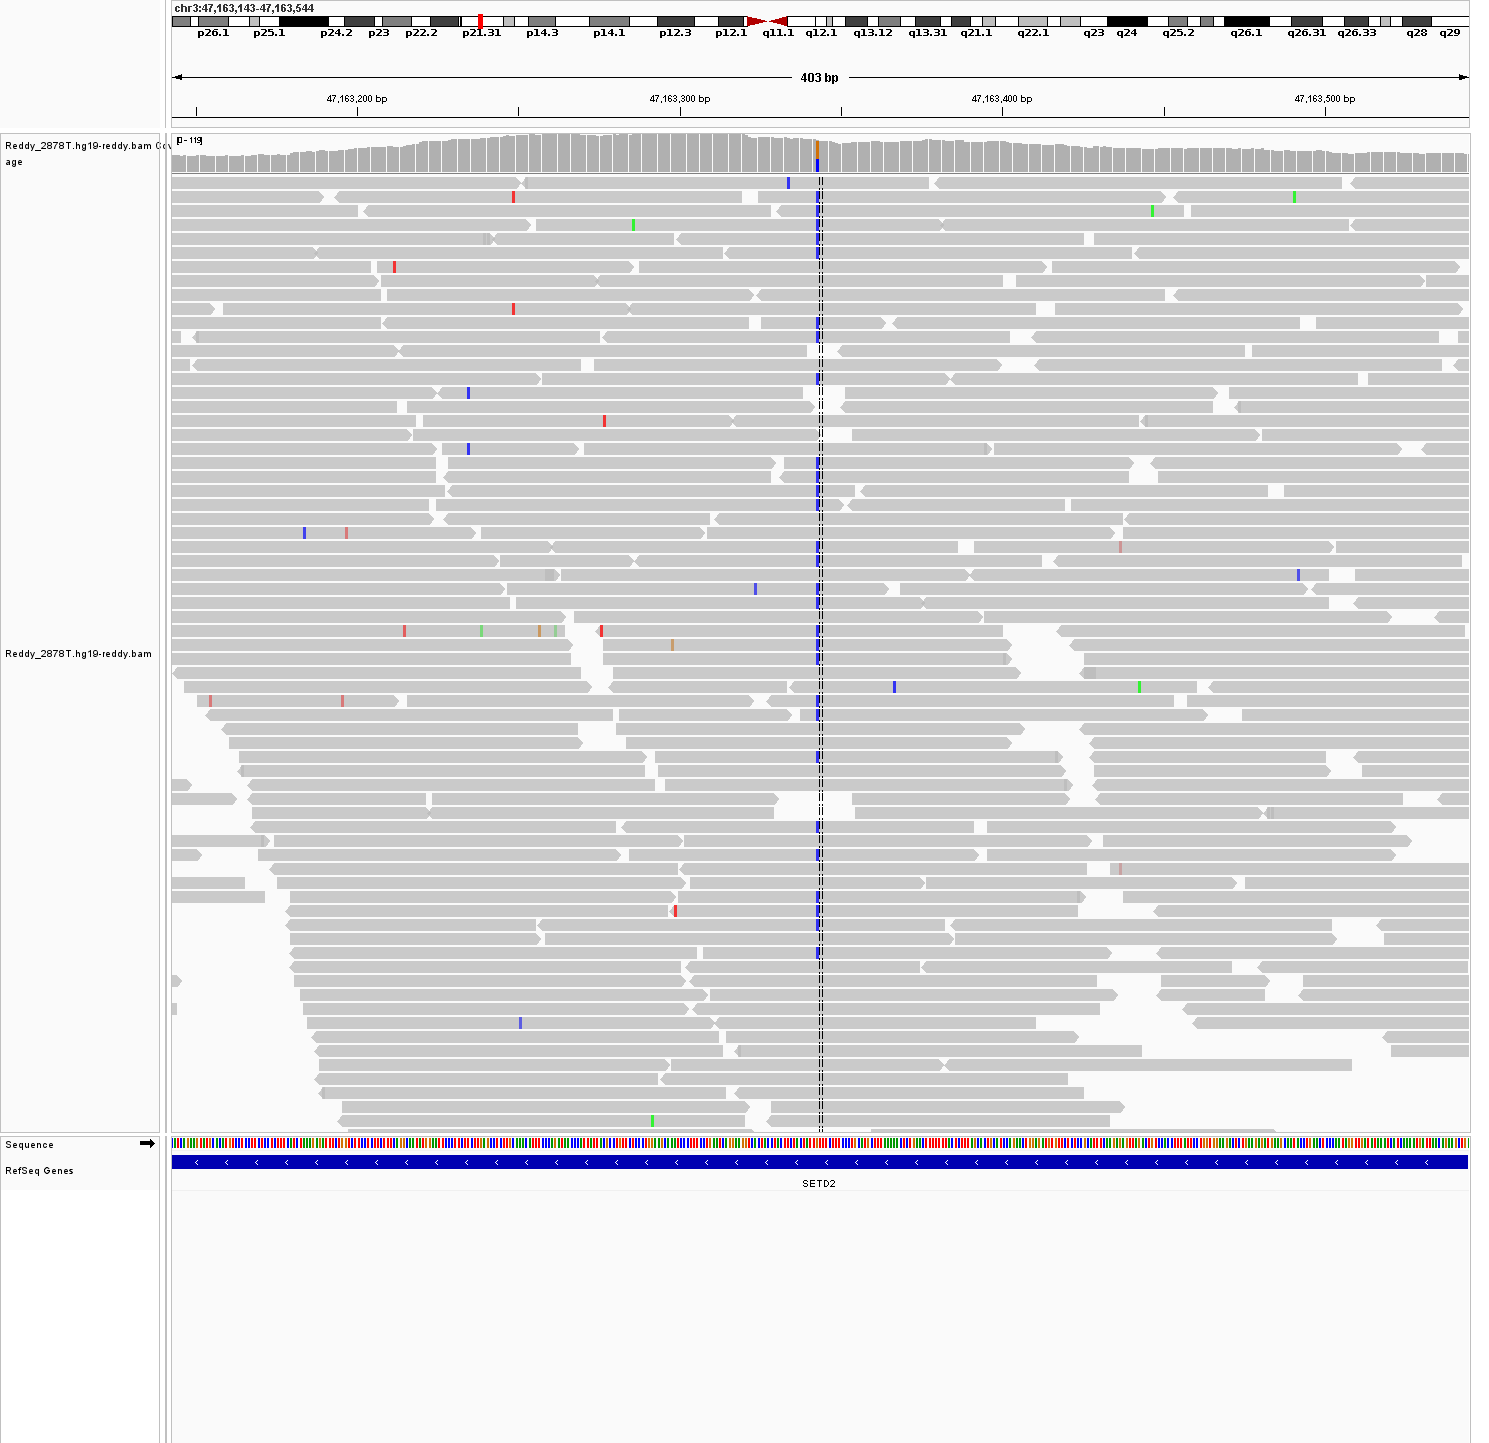 chr3:47,163,143-47,163,544
p26.1 p25.1 p24.2 p23 p22.2 p21.31 p14.3 p14.1 p12.3 p12.1 q11.1 q12.1 q13.12 q13.31 q21.1 q22.1 q23 q24 q25.2 q26.1 q26.31 q26.33 q28 q29
403 bp
47,163,200 bp 47,163,300 bp 47,163,400 bp 47,163,500 bp
Reddy_2878T.hg19-reddy.bam Cov
age
[0 - 119]
Reddy_2878T.hg19-reddy.bam
Sequence
RefSeq Genes
SETD2